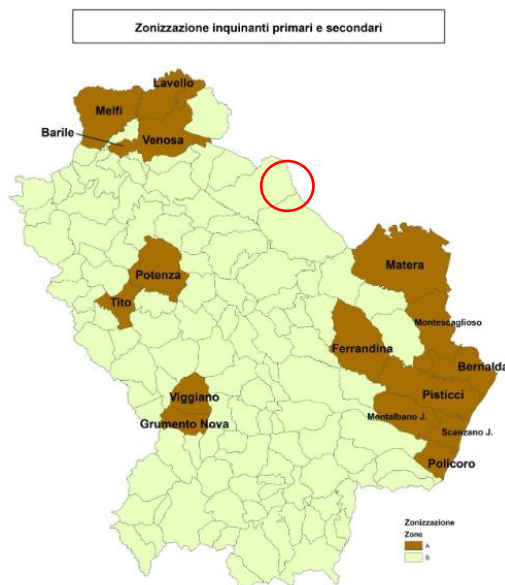 Zonizzazione inquinanti primari e secondari
Lavello
Melfi
Barile
Venosa
Matera
Potenza
Tito
Montescaglioso
Ferrandina
Bernalda
Pisticci
Viggiano
Montalbano J.
Grumento Nova
Scanzano J.
Policoro
Zonizzazione
Zone
A
B